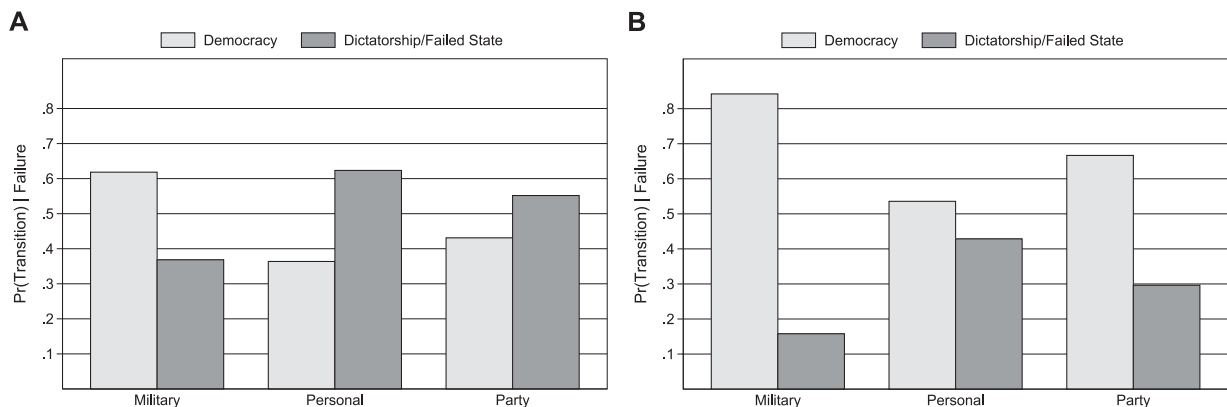 A
Democracy
Dictatorship/Failed State
Pr(Transition) | Failure
.8
.7
.6
.5
.4
.3
.2
.1
Military
Personal
Party
B
Democracy
Dictatorship/Failed State
Pr(Transition) | Failure
.8
.7
.6
.5
.4
.3
.2
.1
Military
Personal
Party